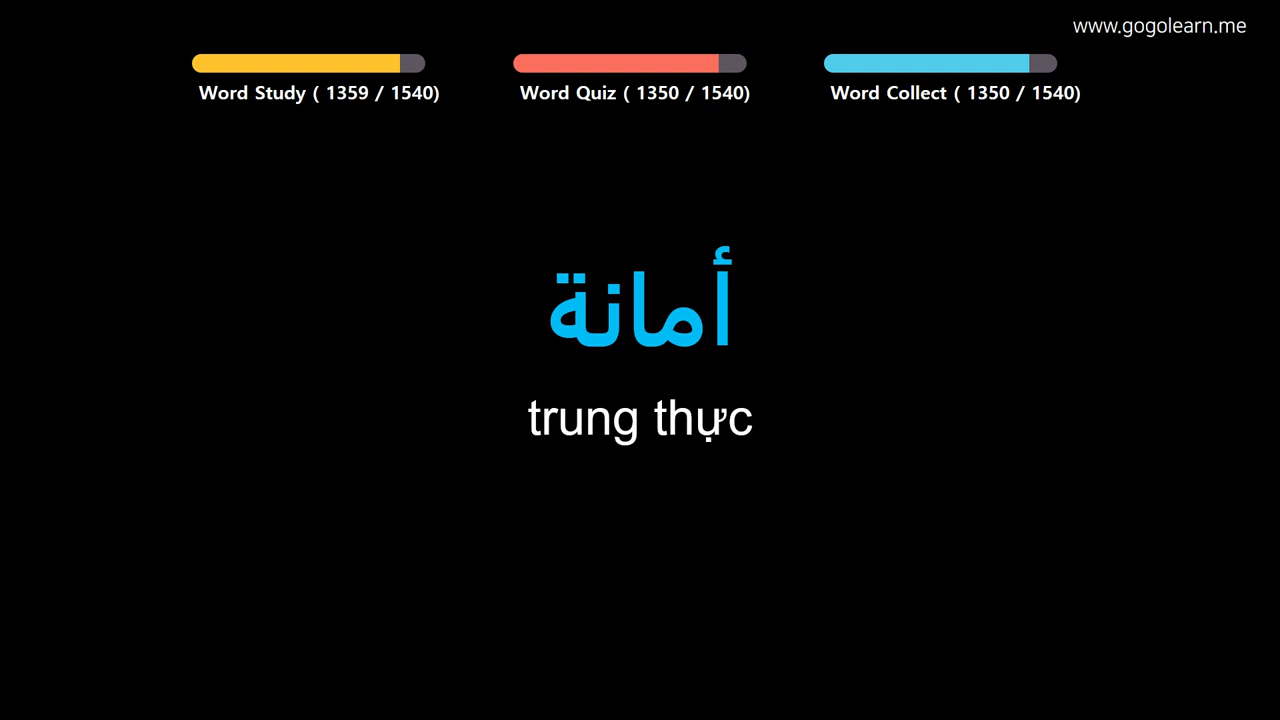 www.gogolearn.me
Word Study ( 1359 / 1540)
Word Quiz ( 1350 / 1540)
Word Collect ( 1350 / 1540)
أمانة
trung thực